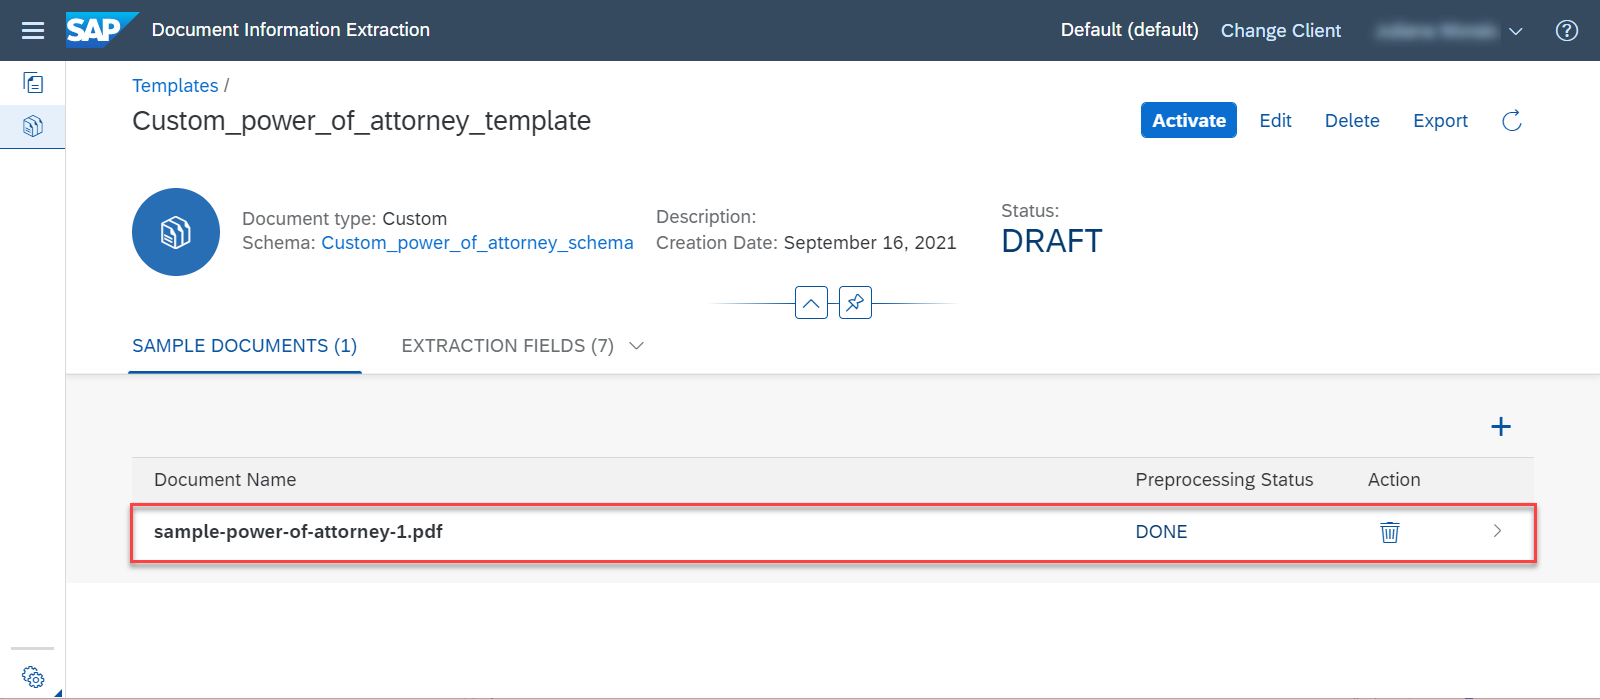 SAP Document Information Extraction Default (default) Change Client
Templates /
Custom_power_of_attorney_template
Activate Edit Delete Export
Document type: Custom
Schema: Custom_power_of_attorney_schema
Description:
Creation Date: September 16, 2021
Status:
DRAFT
SAMPLE DOCUMENTS (1) EXTRACTION FIELDS (7)
+
Document Name Preprocessing Status Action
sample-power-of-attorney-1.pdf DONE